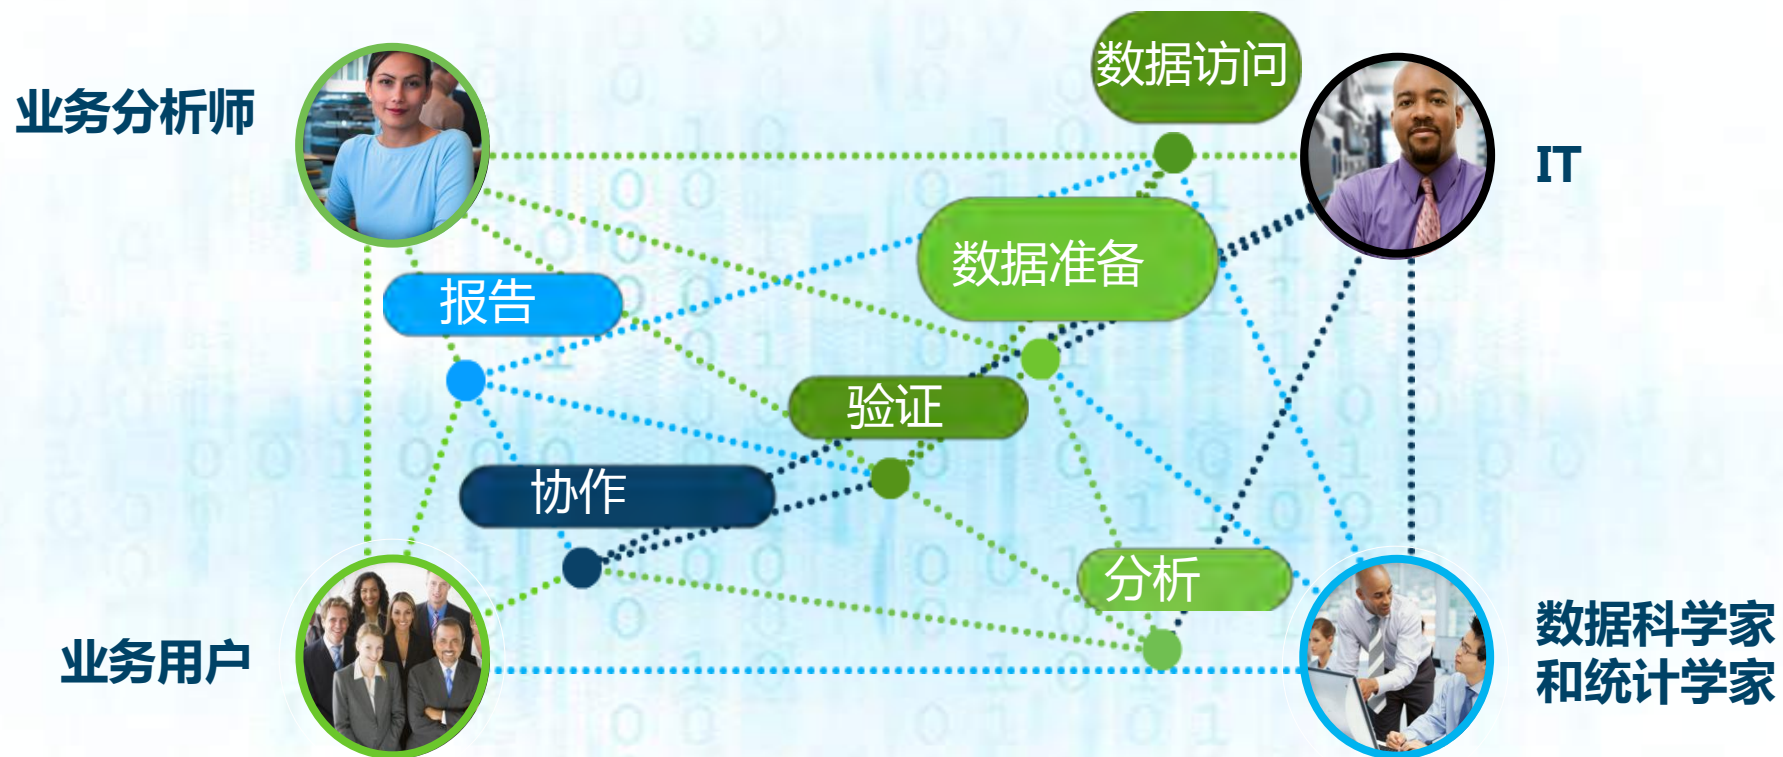 数据访问
业务分析师
IT
数据准备
报告
验证
协作
分析
业务用户
数据科学家
和统计学家